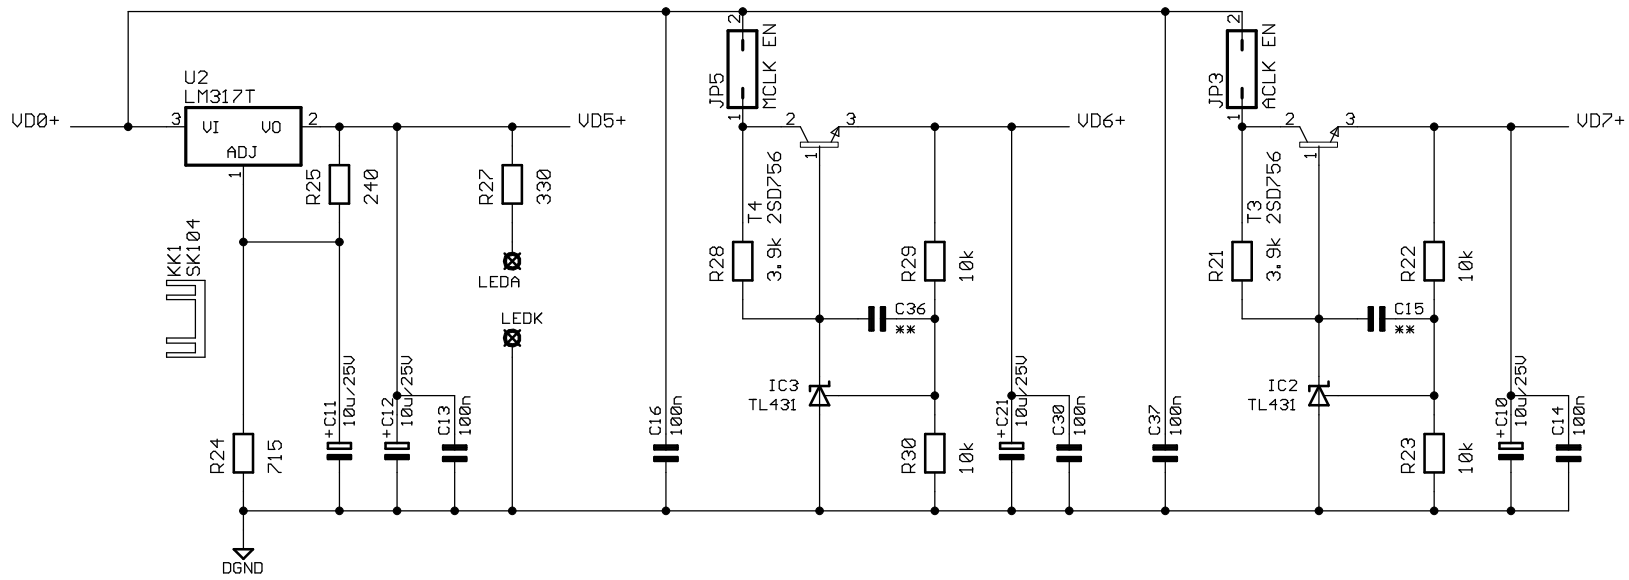 VD0+
U2
LM317T
3
VI
VO
2
ADJ
1
VD5+
R25
240
R27
330
KK1
SK104
LEDA
LEDK
R24
715
+C11
10u/25V
+C12
10u/25V
C13
100n
DGND
C16
100n
2
JP5
MCLK EN
1
2
3
1
VD6+
T4
2SD756
R28
3.9k
R29
10k
C36
**
IC3
TL431
R30
10k
+C21
10u/25V
C30
100n
C37
100n
2
JP3
ACLK EN
1
2
3
1
VD7+
T3
2SD756
R21
3.9k
R22
10k
C15
**
IC2
TL431
R23
10k
+C10
10u/25V
C14
100n